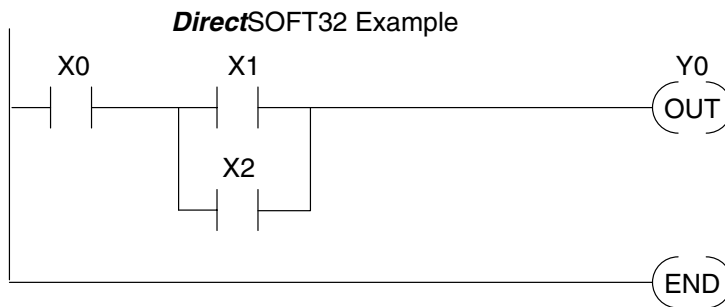 DirectSOFT32 Example
X0 X1 Y0
OUT
X2
END